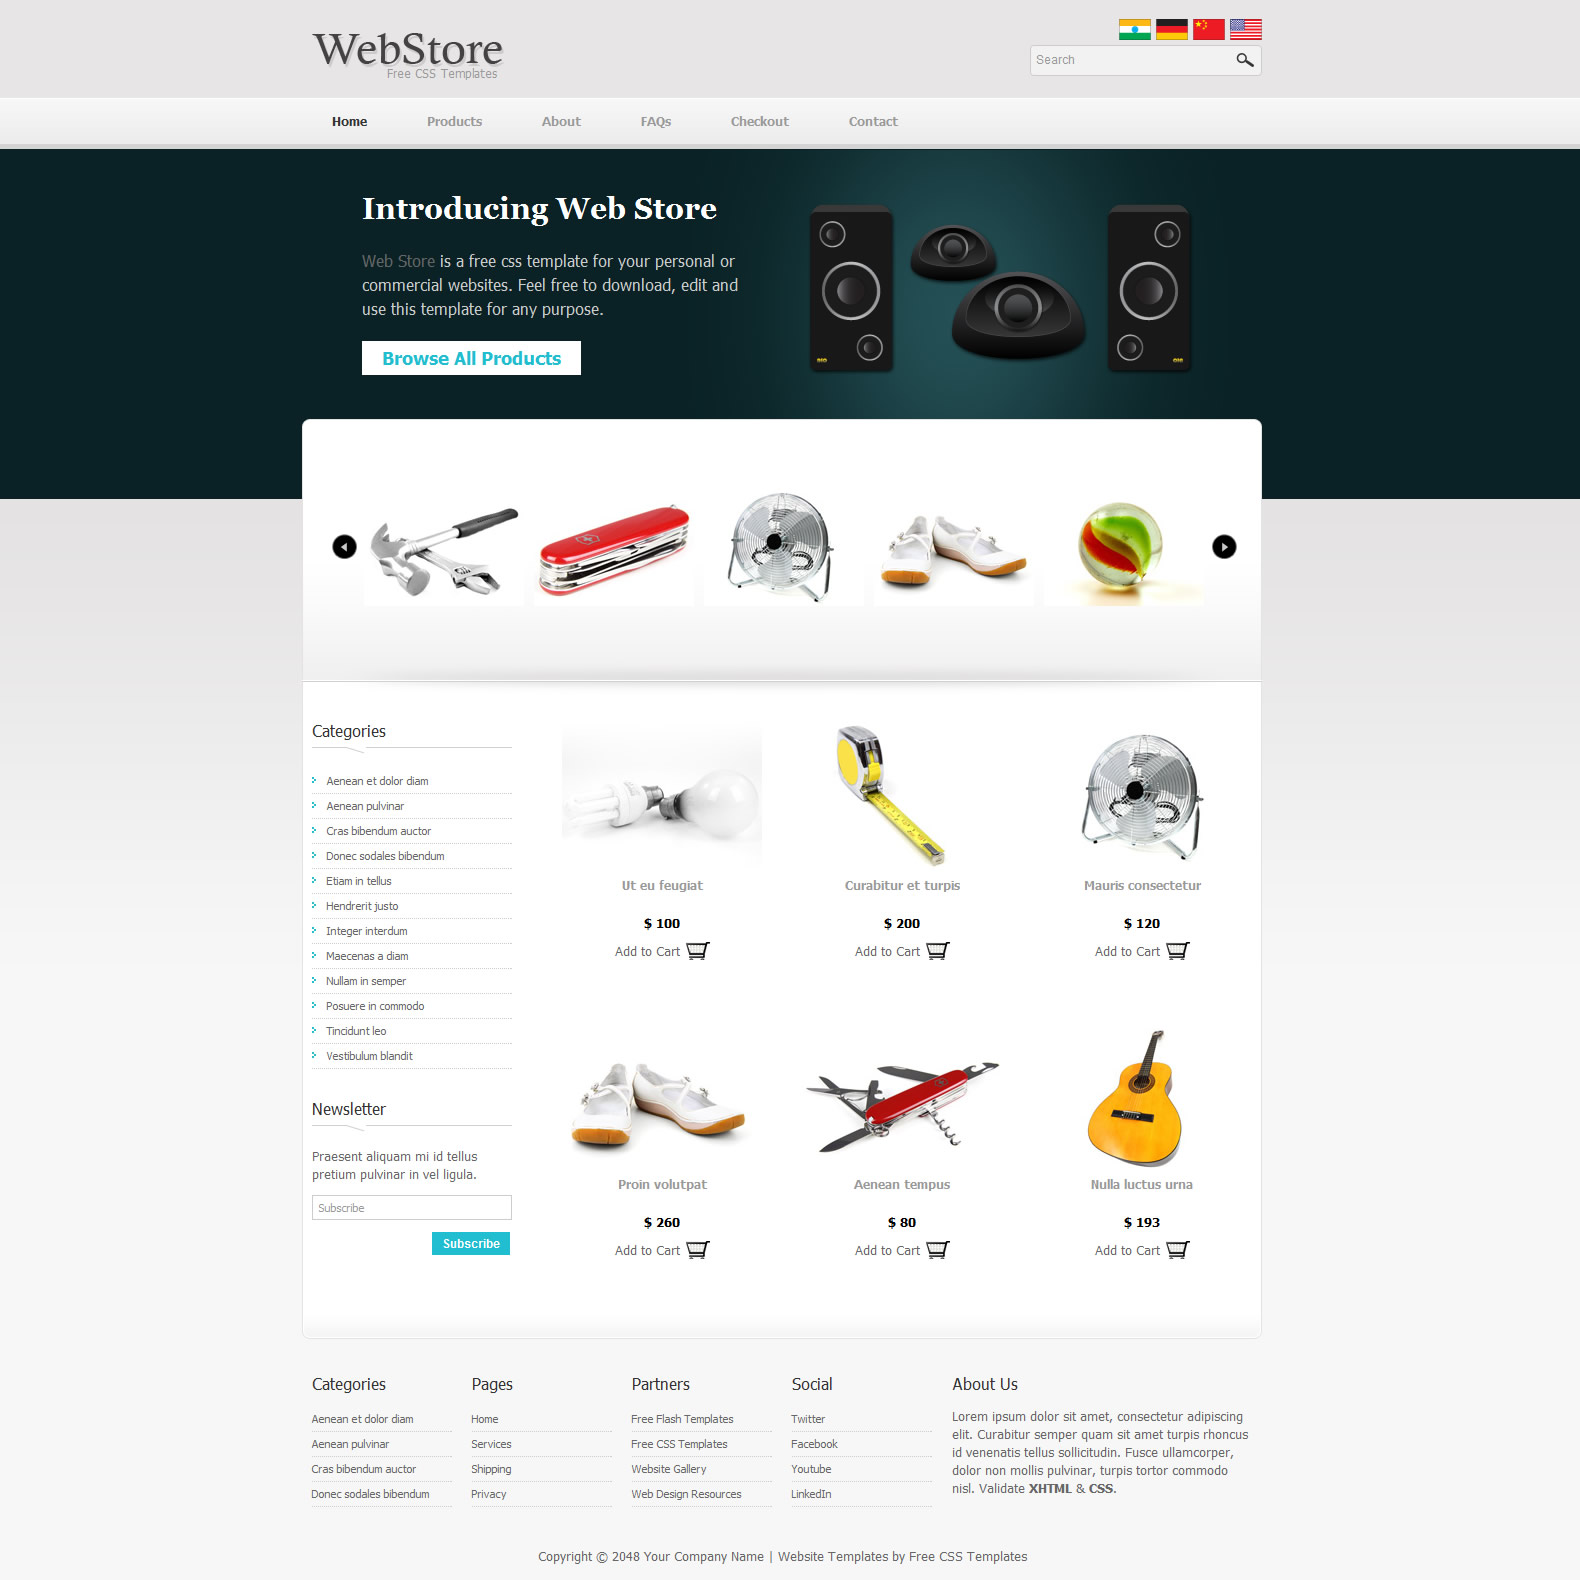 WebStore
Free CSS Templates
Search
Home Products About FAQs Checkout Contact
Introducing Web Store
Web Store is a free css template for your personal or
commercial websites. Feel free to download, edit and
use this template for any purpose.
Browse All Products
Categories
Aenean et dolor diam
Aenean pulvinar
Cras bibendum auctor
Donec sodales bibendum
Etiam in tellus
Hendrerit justo
Integer interdum
Maecenas a diam
Nullam in semper
Posuere in commodo
Tincidunt leo
Vestibulum blandit
Newsletter
Praesent aliquam mi id tellus
pretium pulvinar in vel ligula.
Subscribe
Subscribe
Ut eu feugiat
$ 100
Add to Cart
Curabitur et turpis
$ 200
Add to Cart
Mauris consectetur
$ 120
Add to Cart
Proin volutpat
$ 260
Add to Cart
Aenean tempus
$ 80
Add to Cart
Nulla luctus urna
$ 193
Add to Cart
Categories
Aenean et dolor diam
Aenean pulvinar
Cras bibendum auctor
Donec sodales bibendum
Pages
Home
Services
Shipping
Privacy
Partners
Free Flash Templates
Free CSS Templates
Website Gallery
Web Design Resources
Social
Twitter
Facebook
Youtube
LinkedIn
About Us
Lorem ipsum dolor sit amet, consectetur adipiscing
elit. Curabitur semper quam sit amet turpis rhoncus
id venenatis tellus sollicitudin. Fusce ullamcorper,
dolor non mollis pulvinar, turpis tortor commodo
nisl. Validate XHTML & CSS.
Copyright © 2048 Your Company Name | Website Templates by Free CSS Templates